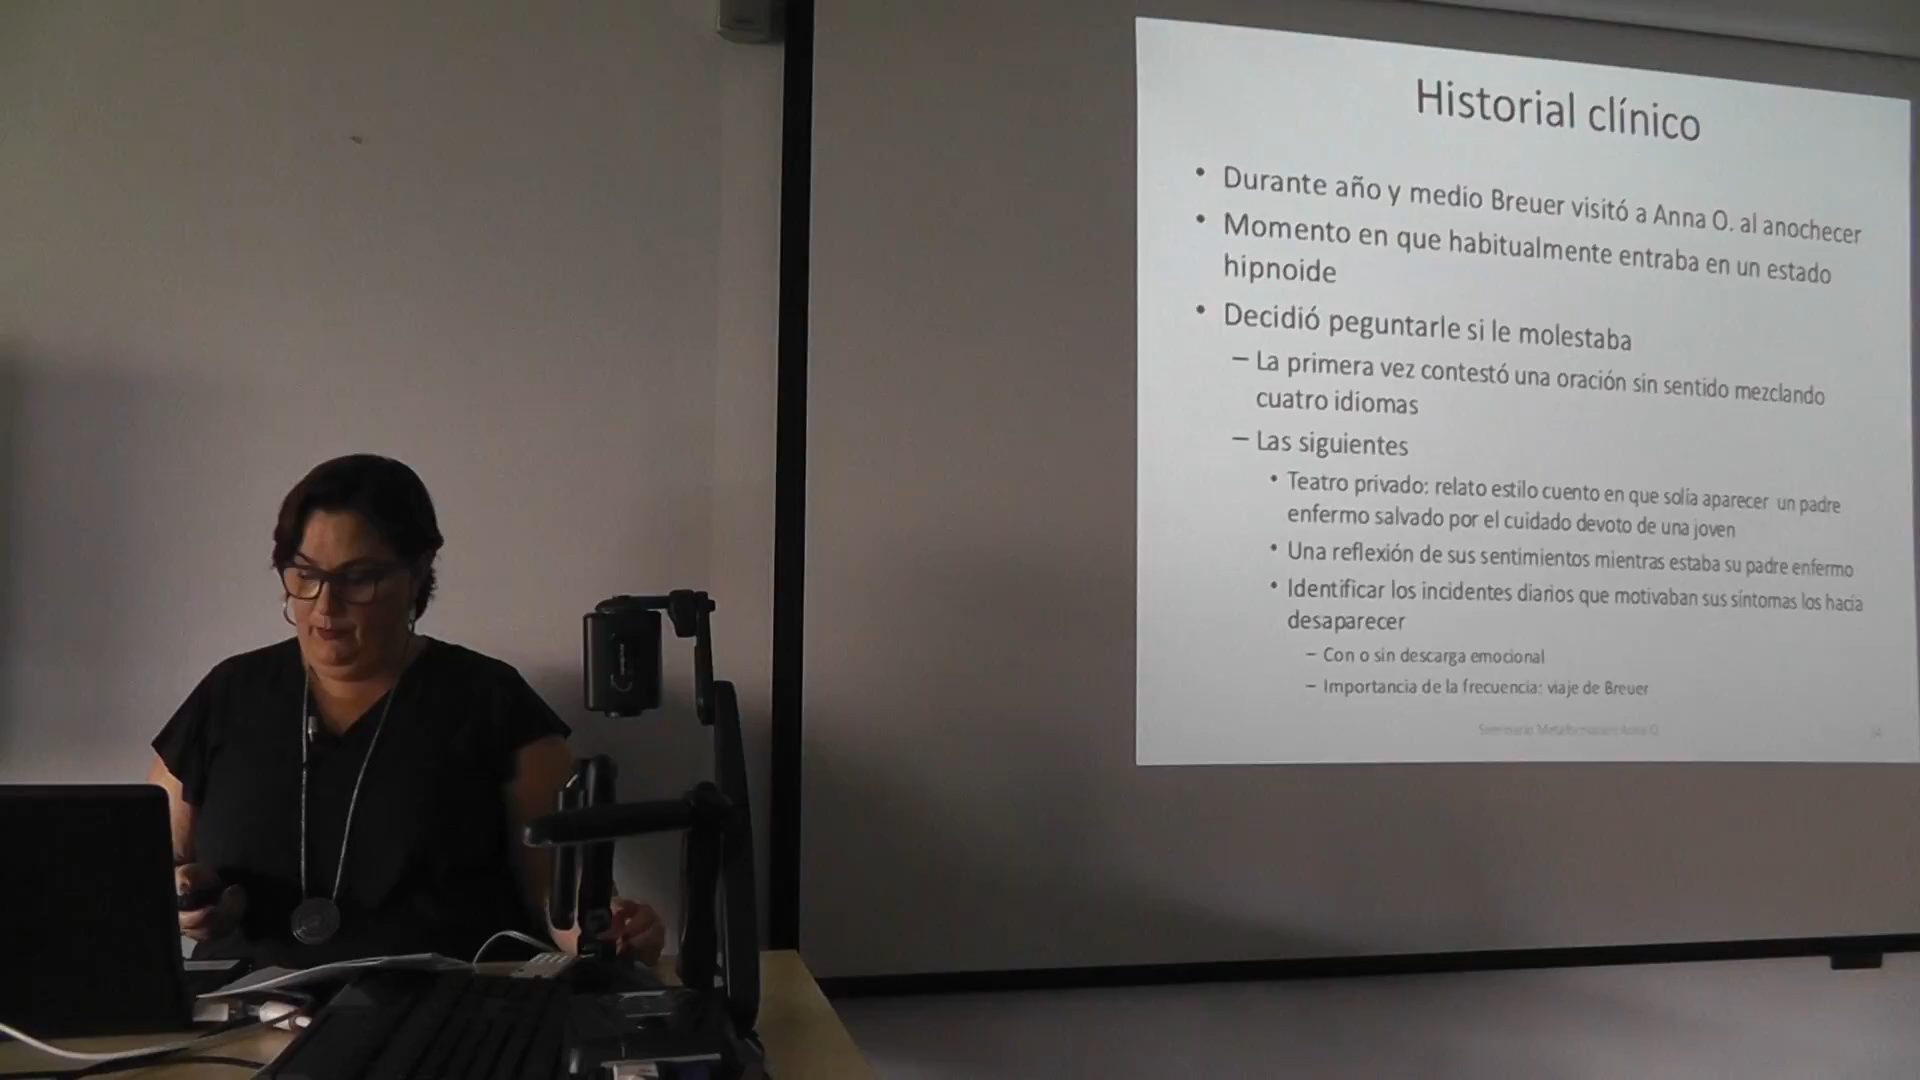 Historial clínico
• Durante año y medio Breuer visitó a Anna O. al anochecer
• Momento en que habitualmente entraba en un estado
hipnoide
• Decidió peguntarle si le molestaba
– La primera vez contestó una oración sin sentido mezclando
cuatro idiomas
– Las siguientes
• Teatro privado: relato estilo cuento en que solía aparecer un padre
enfermo salvado por el cuidado devoto de una joven
• Una reflexión de sus sentimientos mientras estaba su padre enfermo
• Identificar los incidentes diarios que motivaban sus síntomas los hacía
desaparecer
– Con o sin descarga emocional
– Importancia de la frecuencia: viaje de Breuer
Seminario Anna O.